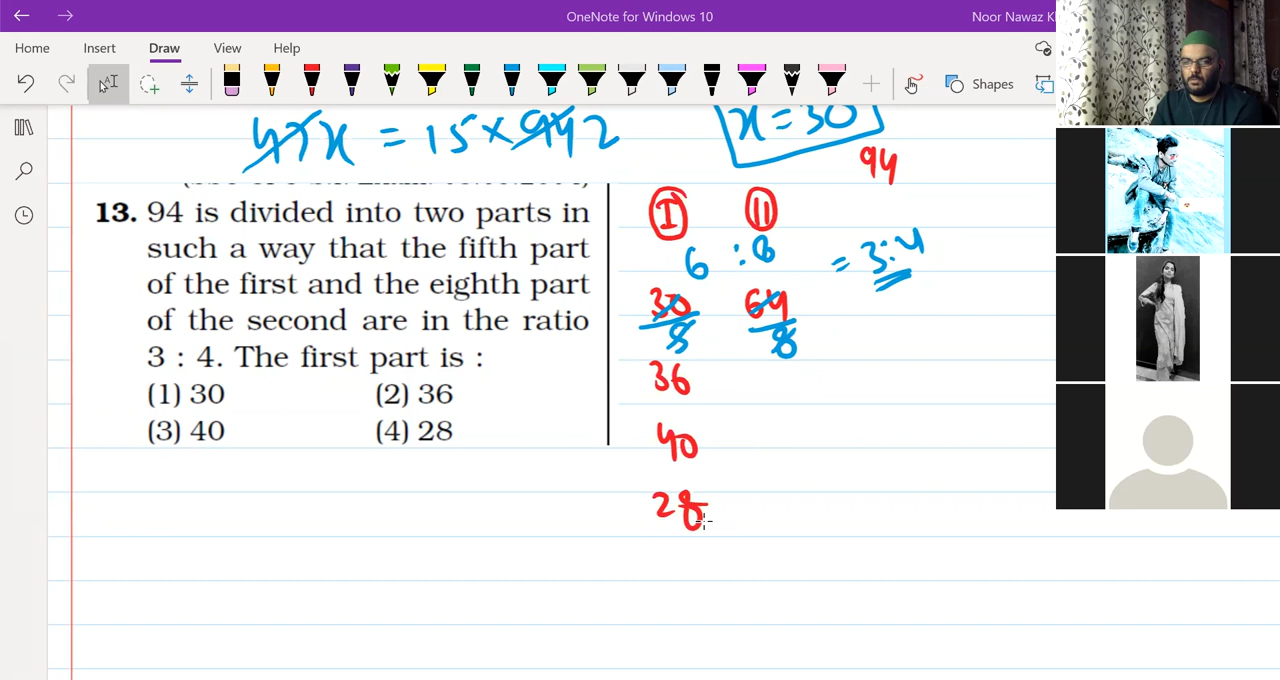 OneNote for Windows 10
Noor Nawaz K
Home Insert Draw View Help
Shapes
47x = 15 × 94 2
x = 30
94
13. 94 is divided into two parts in
such a way that the fifth part
of the first and the eighth part
of the second are in the ratio
3 : 4. The first part is :
(1) 30 (2) 36
(3) 40 (4) 28
I II
6 : 8 = 3:4
30/5 64/8
36
40
28